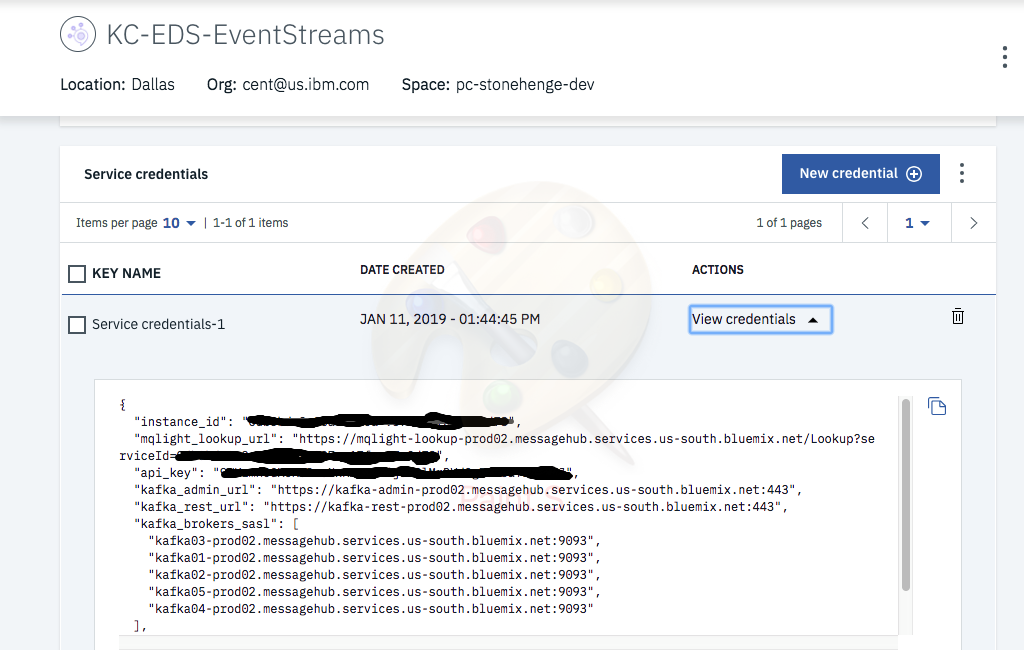 KC-EDS-EventStreams
Location: Dallas Org: cent@us.ibm.com Space: pc-stonehenge-dev
Service credentials
New credential
Items per page 10 | 1-1 of 1 items 1 of 1 pages 1
KEY NAME DATE CREATED ACTIONS
Service credentials-1 JAN 11, 2019 - 01:44:45 PM View credentials
{
"instance_id": ",
"mqlight_lookup_url": "https://mqlight-lookup-prod02.messagehub.services.us-south.bluemix.net/Lookup?se
rviceId= ",
"api_key": " ",
"kafka_admin_url": "https://kafka-admin-prod02.messagehub.services.us-south.bluemix.net:443",
"kafka_rest_url": "https://kafka-rest-prod02.messagehub.services.us-south.bluemix.net:443",
"kafka_brokers_sasl": [
"kafka03-prod02.messagehub.services.us-south.bluemix.net:9093",
"kafka01-prod02.messagehub.services.us-south.bluemix.net:9093",
"kafka02-prod02.messagehub.services.us-south.bluemix.net:9093",
"kafka05-prod02.messagehub.services.us-south.bluemix.net:9093",
"kafka04-prod02.messagehub.services.us-south.bluemix.net:9093"
],